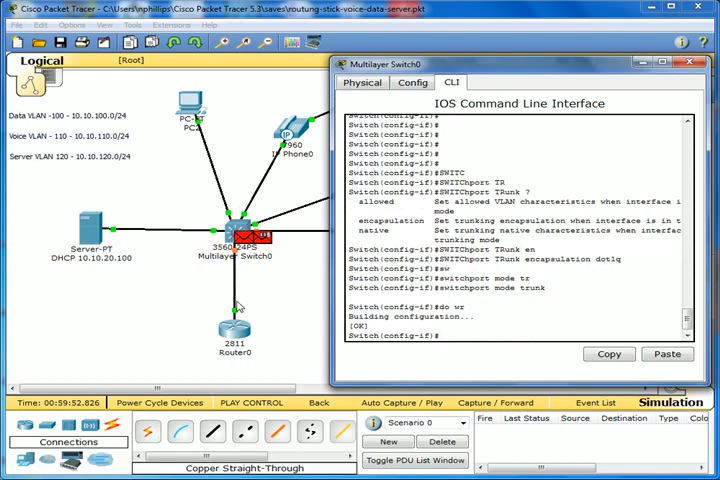 Cisco Packet Tracer - C:\Users\nphillips\Cisco Packet Tracer 5.3\saves\routung-stick-voice-data-server.pkt
File Edit Options View Tools Extensions Help
Logical
[Root]
Data VLAN -100 - 10.10.100.0/24
Voice VLAN - 110 - 10.10.110.0/24
Server VLAN 120 - 10.10.120.0/24
PC-PT
PC2
7960
IP Phone0
Server-PT
DHCP 10.10.20.100
3560-24PS
Multilayer Switch0
2811
Router0
Multilayer Switch0
Physical Config CLI
IOS Command Line Interface
Switch(config-if)#
Switch(config-if)#
Switch(config-if)#
Switch(config-if)#
Switch(config-if)#
Switch(config-if)#SWITC
Switch(config-if)#SWITChport TR
Switch(config-if)#SWITChport TRunk ?
allowed Set allowed VLAN characteristics when interface is
mode
encapsulation Set trunking encapsulation when interface is in t
native Set trunking native characteristics when interfac
trunking mode
Switch(config-if)#SWITChport TRunk en
Switch(config-if)#SWITChport TRunk encapsulation dot1q
Switch(config-if)#sw
Switch(config-if)#switchport mode tr
Switch(config-if)#switchport mode trunk
Switch(config-if)#do wr
Building configuration...
[OK]
Switch(config-if)#
Copy Paste
Time: 00:59:52.826 Power Cycle Devices PLAY CONTROL Back Auto Capture / Play Capture / Forward Event List Simulation
Connections
Copper Straight-Through
Scenario 0
New Delete
Toggle PDU List Window
Fire Last Status Source Destination Type Colo